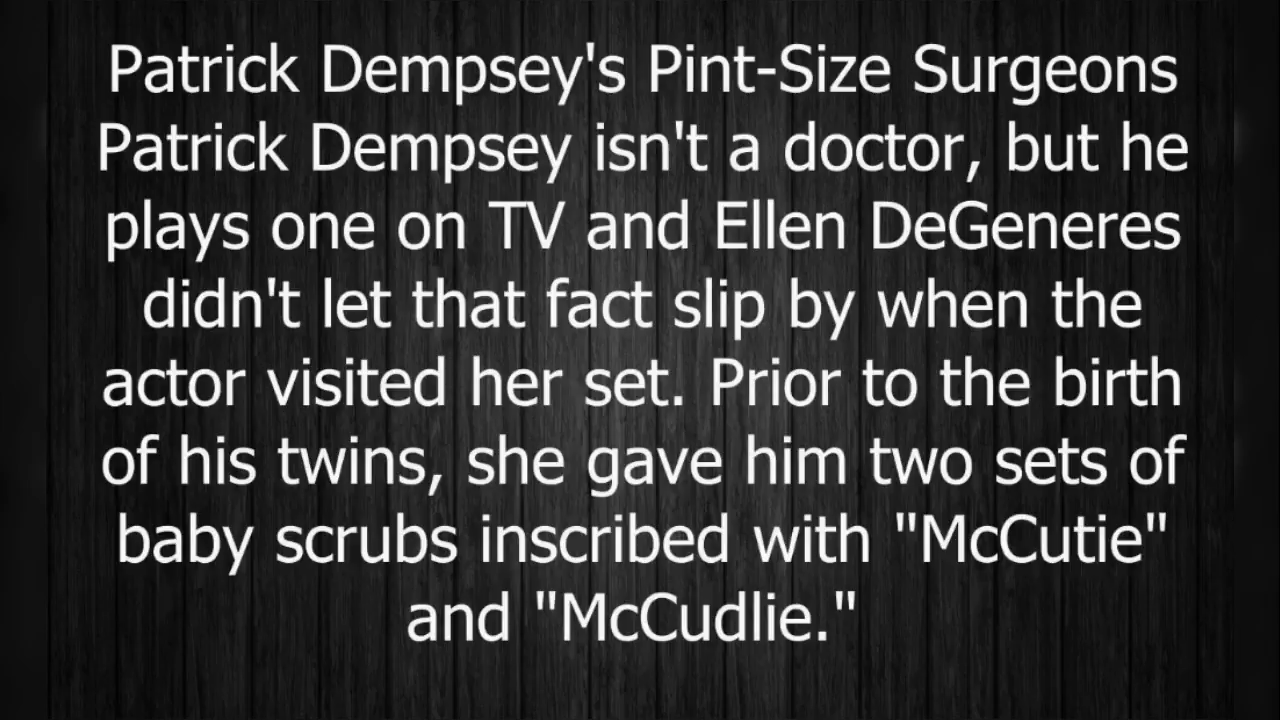 Patrick Dempsey's Pint-Size Surgeons
Patrick Dempsey isn't a doctor, but he
plays one on TV and Ellen DeGeneres
didn't let that fact slip by when the
actor visited her set. Prior to the birth
of his twins, she gave him two sets of
baby scrubs inscribed with "McCutie"
and "McCudlie."